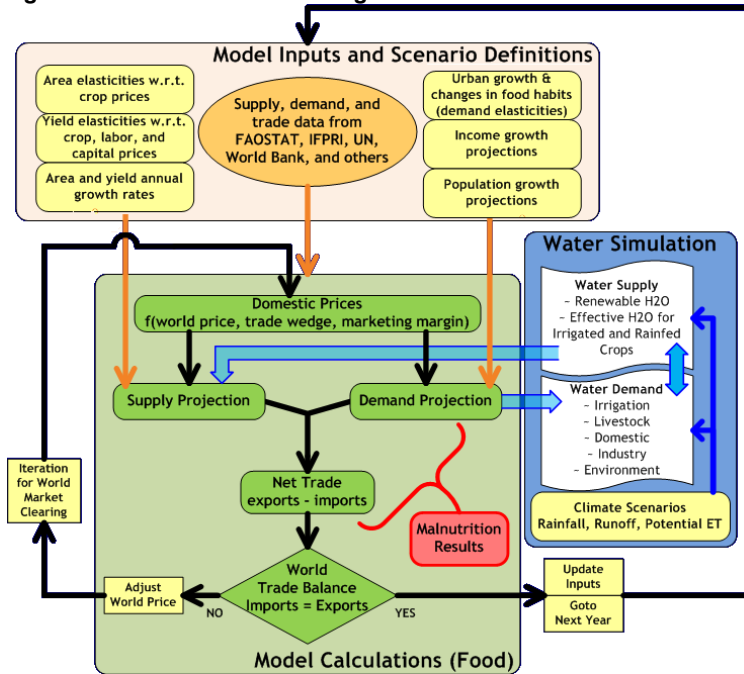 Model Inputs and Scenario Definitions
Area elasticities w.r.t.
crop prices
Yield elasticities w.r.t.
crop, labor, and
capital prices
Area and yield annual
growth rates
Supply, demand, and
trade data from
FAOSTAT, IFPRI, UN,
World Bank, and others
Urban growth &
changes in food habits
(demand elasticities)
Income growth
projections
Population growth
projections
Water Simulation
Water Supply
~ Renewable H2O
~ Effective H2O for
Irrigated and Rainfed
Crops
Water Demand
~ Irrigation
~ Livestock
~ Domestic
~ Industry
~ Environment
Climate Scenarios
Rainfall, Runoff, Potential ET
Domestic Prices
f(world price, trade wedge, marketing margin)
Supply Projection
Demand Projection
Net Trade
exports - imports
Malnutrition
Results
World
Trade Balance
Imports = Exports
NO
YES
Iteration
for World
Market
Clearing
Adjust
World Price
Update
Inputs
Goto
Next Year
Model Calculations (Food)